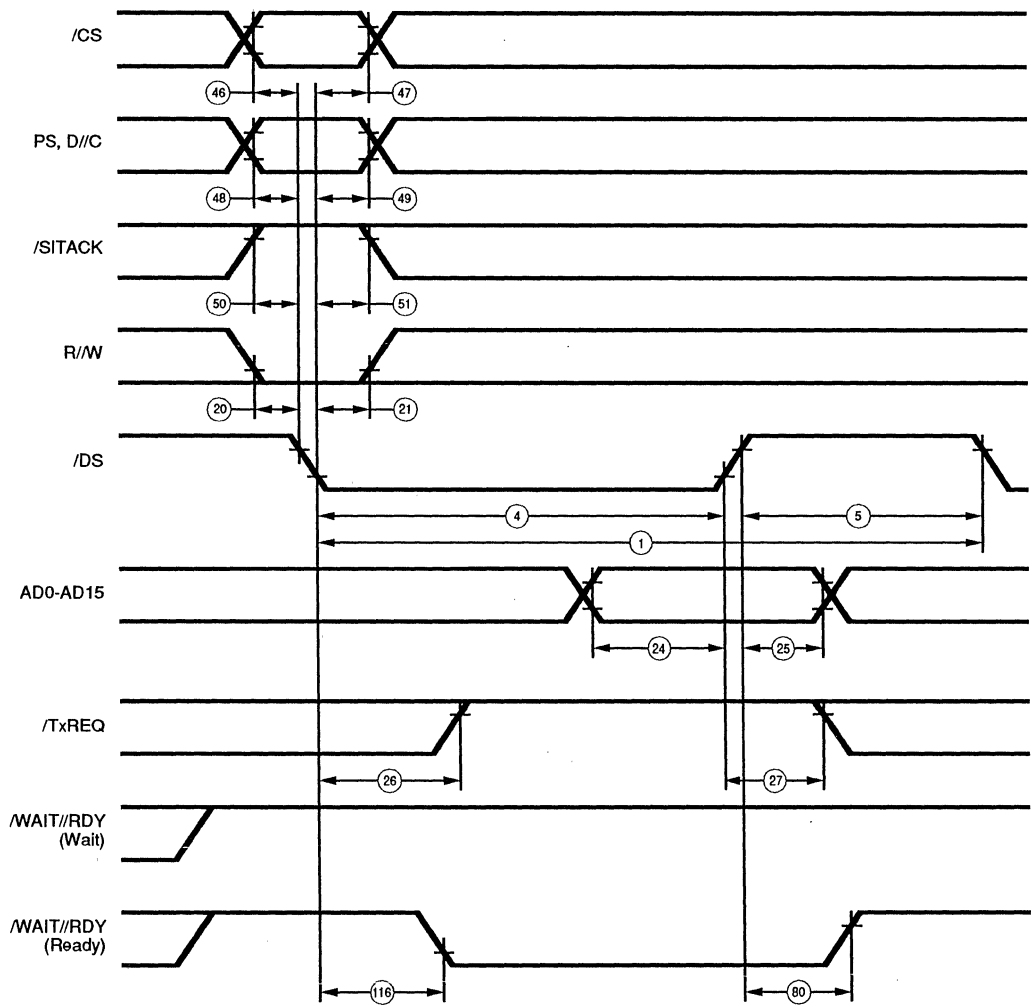 /CS
46 47
PS, D//C
48 49
/SITACK
50 51
R//W
20 21
/DS
4 5
1
AD0-AD15
24 25
/TxREQ
26 27
/WAIT//RDY
(Wait)
/WAIT//RDY
(Ready)
116 80